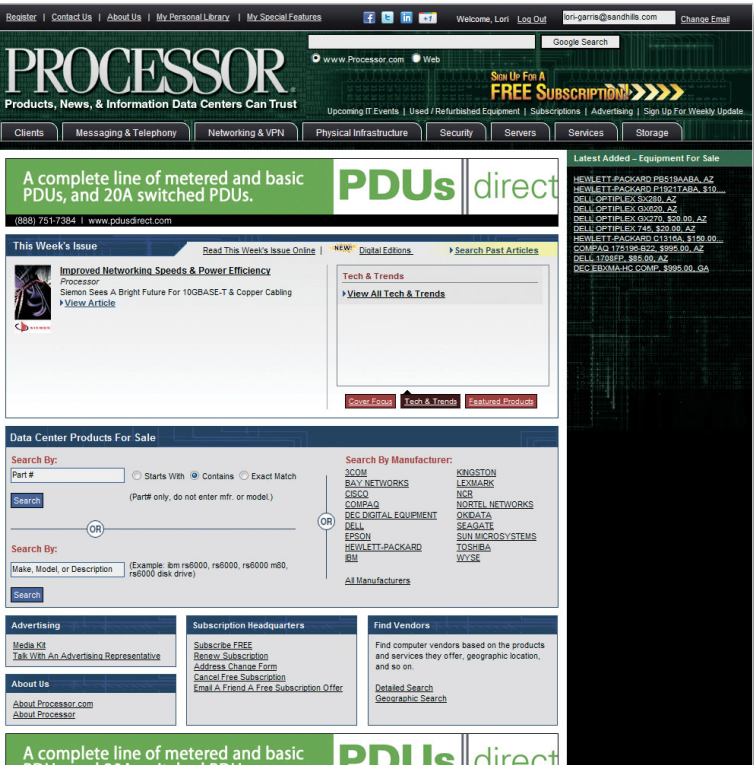 Register | Contact Us | About Us | My Personal Library | My Special Features
Welcome, Lori Log Out lori-garris@sandhills.com Change Email
Google Search
www.Processor.com Web
PROCESSOR.
Products, News, & Information Data Centers Can Trust
SIGN UP FOR A
FREE SUBSCRIPTION!
Upcoming IT Events | Used / Refurbished Equipment | Subscriptions | Advertising | Sign Up For Weekly Update
Clients Messaging & Telephony Networking & VPN Physical Infrastructure Security Servers Services Storage
A complete line of metered and basic
PDUs, and 20A switched PDUs.
PDUs direct
(888) 751-7384 | www.pdusdirect.com
Latest Added – Equipment For Sale
HEWLETT-PACKARD PB519AABA, AZ
HEWLETT-PACKARD P1921TABA, $10....
DELL OPTIPLEX SX280, AZ
DELL OPTIPLEX GX620, AZ
DELL OPTIPLEX GX270, $20.00, AZ
DELL OPTIPLEX 745, $20.00, AZ
HEWLETT-PACKARD C1316A, $150.00...
COMPAQ 175196-B22, $995.00, AZ
DELL 1708FP, $85.00, AZ
DEC EBXMA-HC COMP, $995.00, GA
This Week's Issue
Read This Week's Issue Online | NEW! Digital Editions Search Past Articles
Improved Networking Speeds & Power Efficiency
Processor
Siemon Sees A Bright Future For 10GBASE-T & Copper Cabling
View Article
SIEMON
Tech & Trends
View All Tech & Trends
Cover Focus Tech & Trends Featured Products
Data Center Products For Sale
Search By:
Part #
Starts With Contains Exact Match
Search
(Part# only, do not enter mfr. or model.)
OR
Search By:
Make, Model, or Description
(Example: ibm rs6000, rs6000, rs6000 m80,
rs6000 disk drive)
Search
OR
Search By Manufacturer:
3COM
BAY NETWORKS
CISCO
COMPAQ
DEC DIGITAL EQUIPMENT
DELL
EPSON
HEWLETT-PACKARD
IBM
KINGSTON
LEXMARK
NCR
NORTEL NETWORKS
OKIDATA
SEAGATE
SUN MICROSYSTEMS
TOSHIBA
WYSE
All Manufacturers
Advertising
Media Kit
Talk With An Advertising Representative
About Us
About Processor.com
About Processor
Subscription Headquarters
Subscribe FREE
Renew Subscription
Address Change Form
Cancel Free Subscription
Email A Friend A Free Subscription Offer
Find Vendors
Find computer vendors based on the products
and services they offer, geographic location,
and so on.
Detailed Search
Geographic Search
A complete line of metered and basic
PDUs, and 20A switched PDUs.
PDUs direct